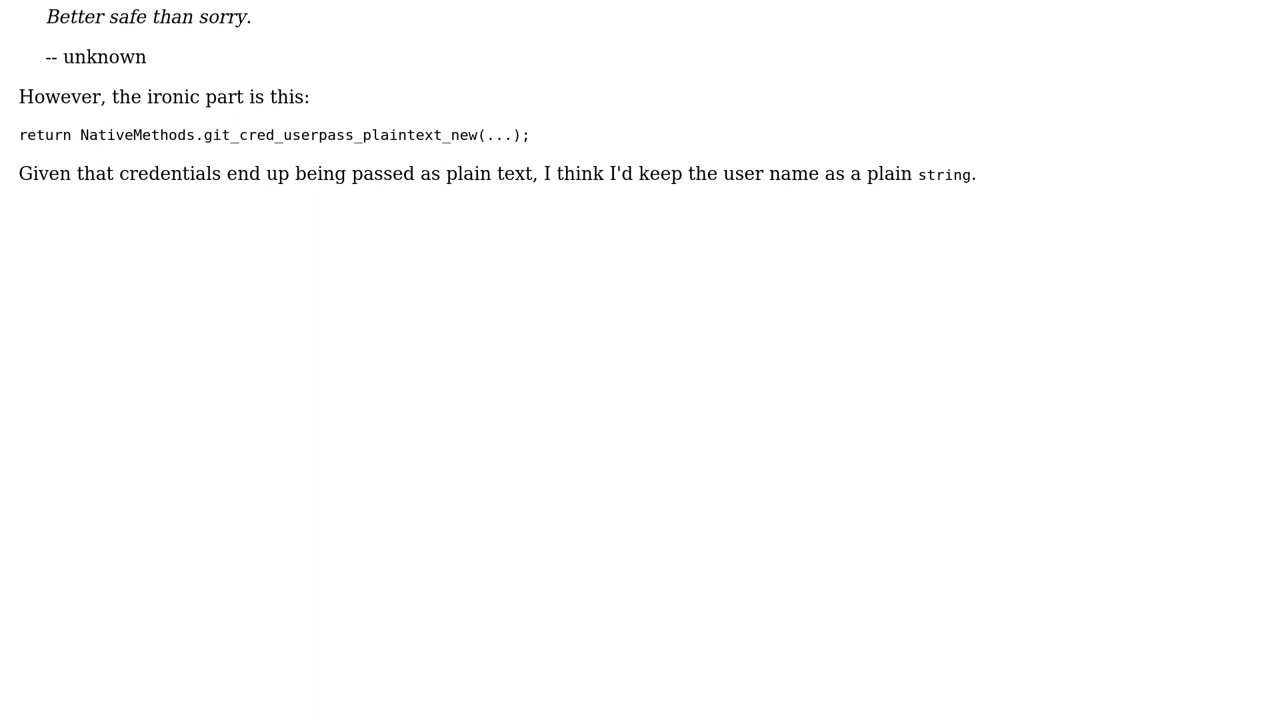 Better safe than sorry.
-- unknown
However, the ironic part is this:
return NativeMethods.git_cred_userpass_plaintext_new(...);
Given that credentials end up being passed as plain text, I think I'd keep the user name as a plain string.